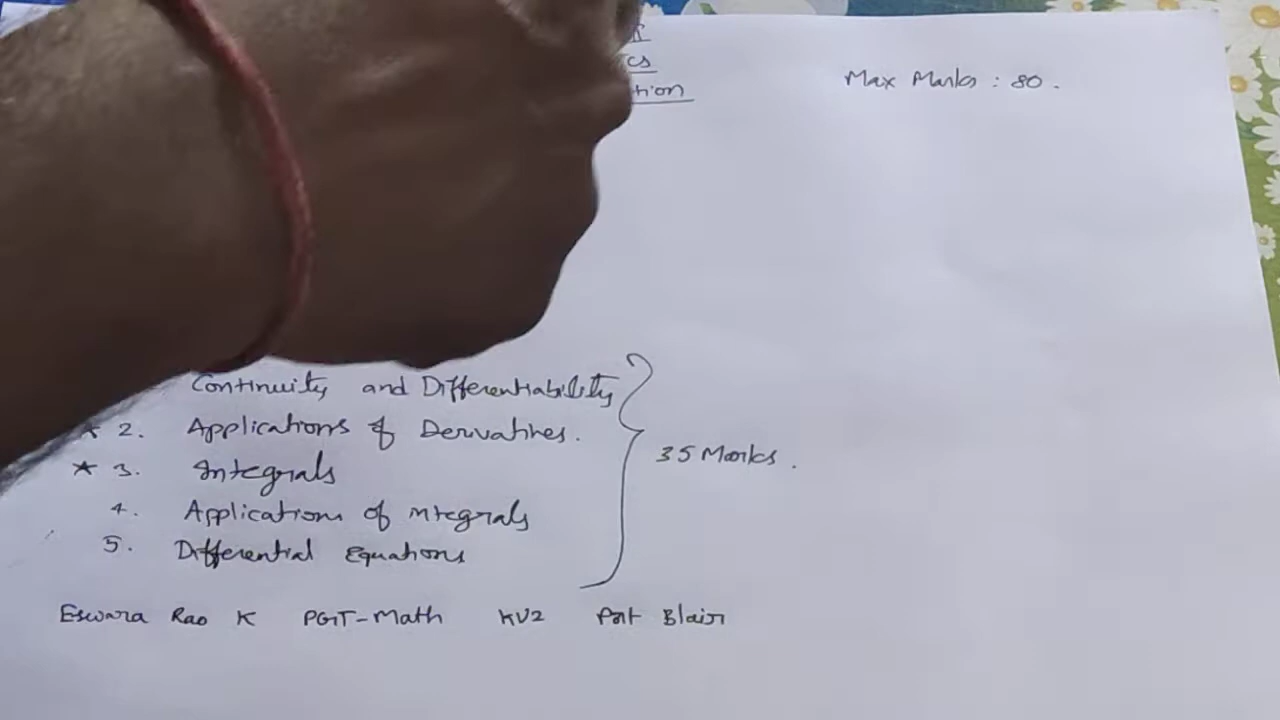 Max Marks : 80 .
Continuity and Differentiability
★ 2. Applications of Derivatives.
★ 3. Integrals
35 Marks .
4. Applications of Integrals
5. Differential Equations
Eswara Rao K PGT-Math KV2 Port Blair